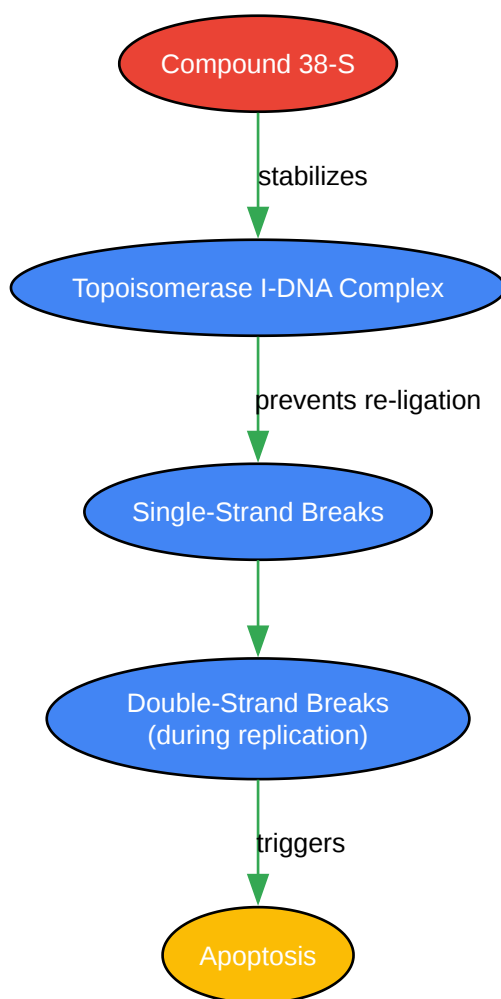 Compound 38-S
stabilizes
Topoisomerase I-DNA Complex
prevents re-ligation
Single-Strand Breaks
Double-Strand Breaks
(during replication)
triggers
Apoptosis